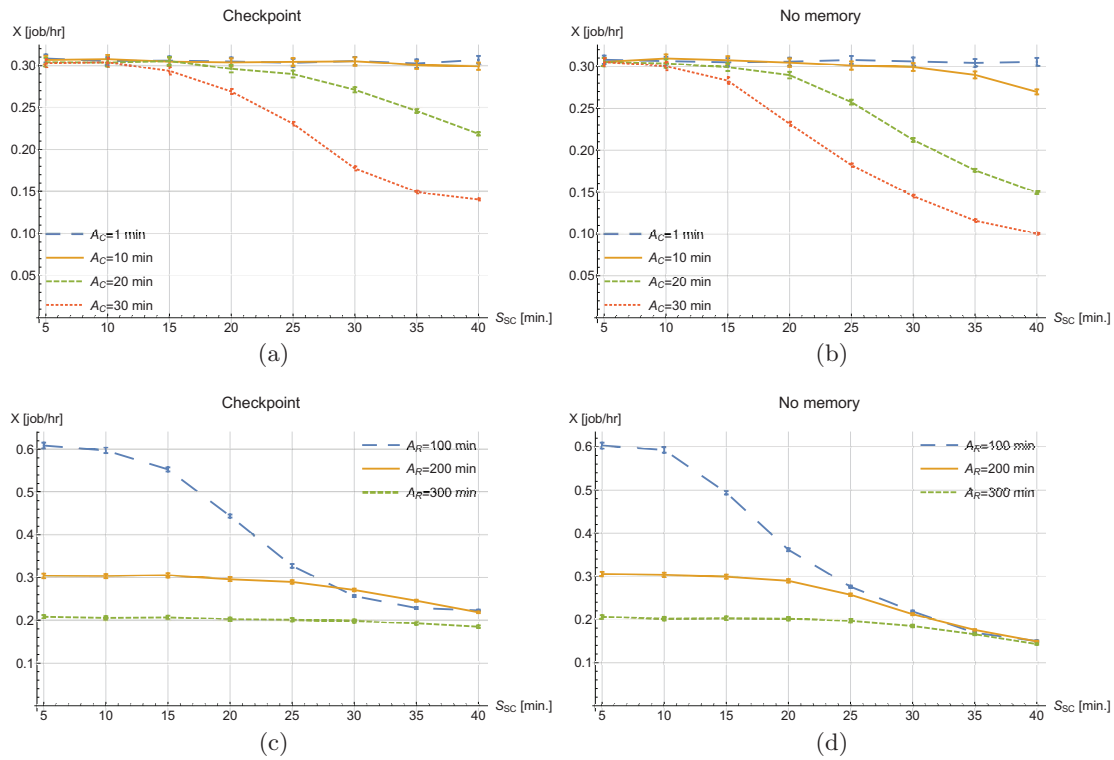 Checkpoint
X [job/hr]
0.30
0.25
0.20
0.15
0.10
0.05
A_C=1 min
A_C=10 min
A_C=20 min
A_C=30 min
5 10 15 20 25 30 35 40
S_SC [min.]
(a)
No memory
X [job/hr]
0.30
0.25
0.20
0.15
0.10
0.05
A_C=1 min
A_C=10 min
A_C=20 min
A_C=30 min
5 10 15 20 25 30 35 40
S_SC [min.]
(b)
Checkpoint
X [job/hr]
0.6
0.5
0.4
0.3
0.2
0.1
A_R=100 min
A_R=200 min
A_R=300 min
5 10 15 20 25 30 35 40
S_SC [min.]
(c)
No memory
X [job/hr]
0.6
0.5
0.4
0.3
0.2
0.1
A_R=100 min
A_R=200 min
A_R=300 min
5 10 15 20 25 30 35 40
S_SC [min.]
(d)